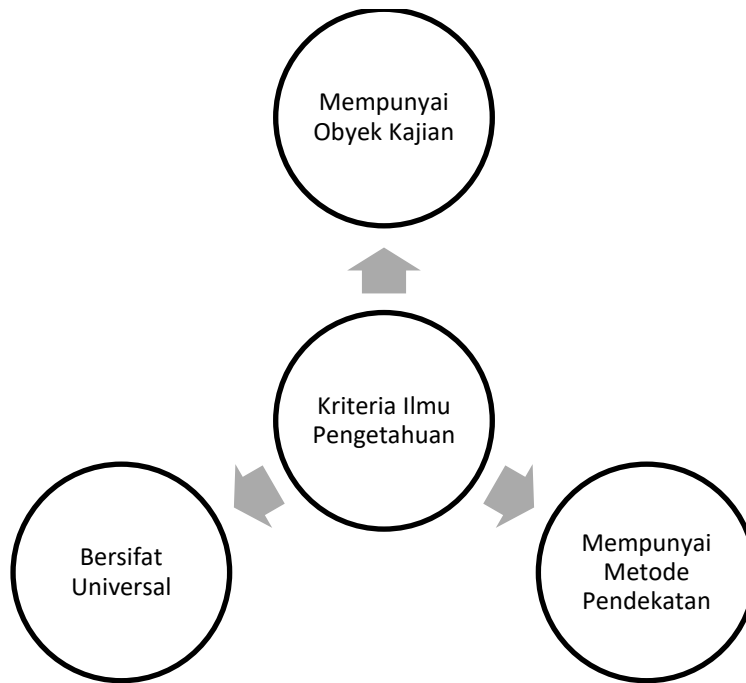 Mempunyai
Obyek Kajian
Kriteria Ilmu
Pengetahuan
Bersifat
Universal
Mempunyai
Metode
Pendekatan